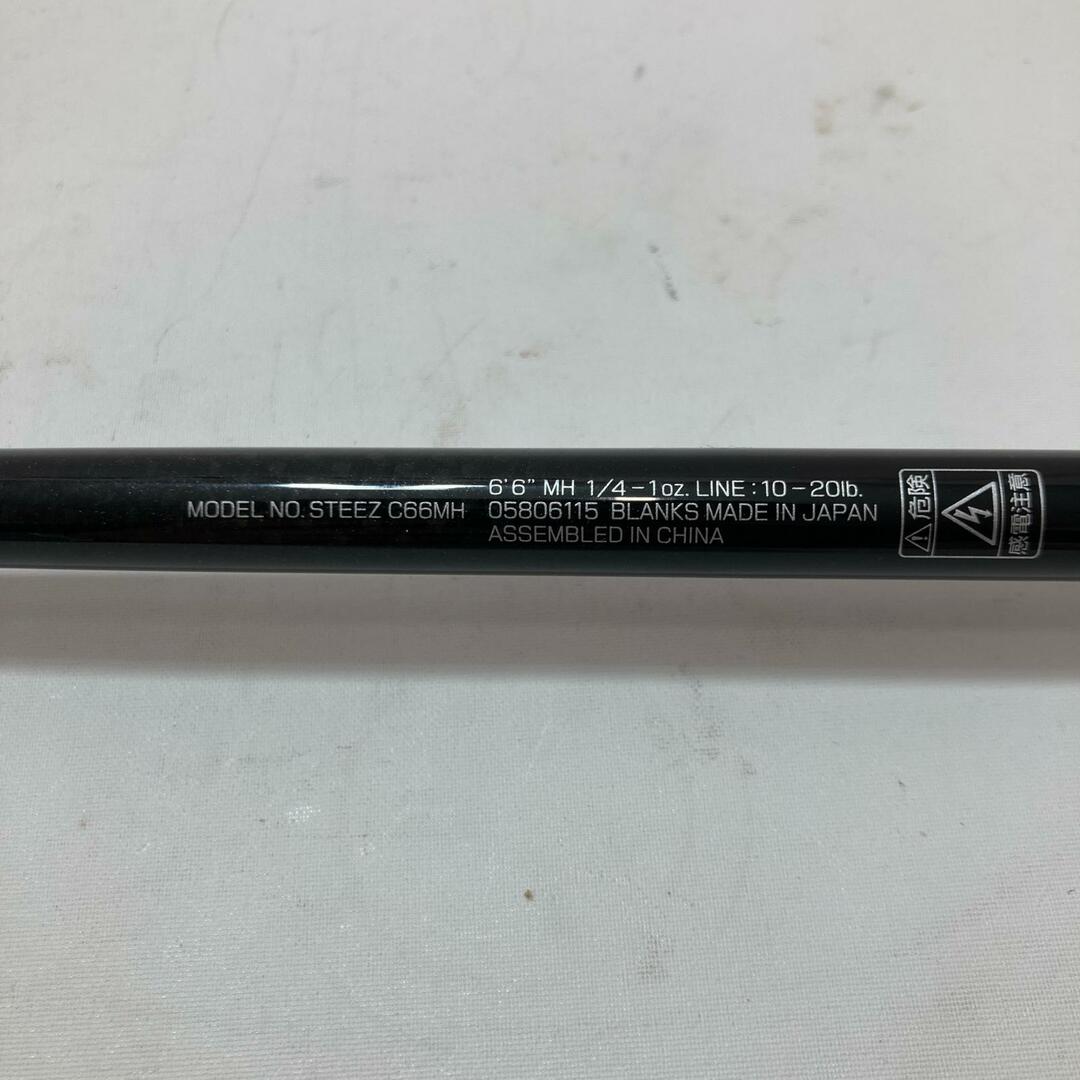 6'6" MH 1/4-1oz. LINE : 10-20lb.
MODEL NO. STEEZ C66MH 05806115 BLANKS MADE IN JAPAN
ASSEMBLED IN CHINA
危険
感電注意